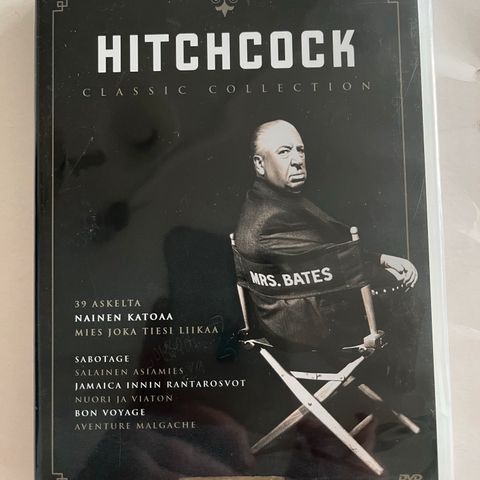 HITCHCOCK
CLASSIC COLLECTION
MRS. BATES
39 ASKELTA
NAINEN KATOAA
MIES JOKA TIESI LIIKAA
SABOTAGE
SALAINEN ASIAMIES
JAMAICA INNIN RANTAROSVOT
NUORI JA VIATON
BON VOYAGE
AVENTURE MALGACHE
DVD